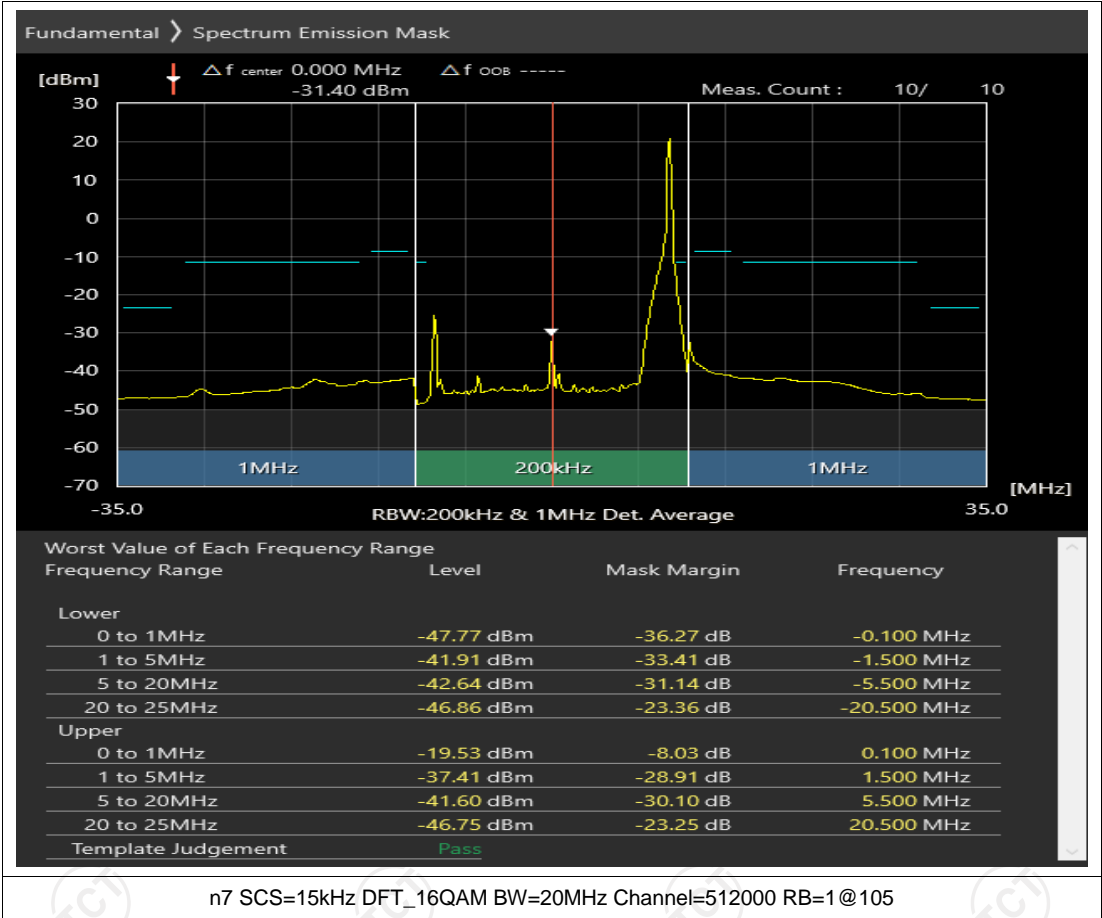 Fundamental ❯ Spectrum Emission Mask
[dBm] △f center 0.000 MHz △f OOB -----
-31.40 dBm Meas. Count : 10/ 10
30
20
10
0
-10
-20
-30
-40
-50
-60
1MHz 200kHz 1MHz
-70
[MHz]
-35.0 35.0
RBW:200kHz & 1MHz Det. Average
Worst Value of Each Frequency Range
Frequency Range Level Mask Margin Frequency
Lower
0 to 1MHz -47.77 dBm -36.27 dB -0.100 MHz
1 to 5MHz -41.91 dBm -33.41 dB -1.500 MHz
5 to 20MHz -42.64 dBm -31.14 dB -5.500 MHz
20 to 25MHz -46.86 dBm -23.36 dB -20.500 MHz
Upper
0 to 1MHz -19.53 dBm -8.03 dB 0.100 MHz
1 to 5MHz -37.41 dBm -28.91 dB 1.500 MHz
5 to 20MHz -41.60 dBm -30.10 dB 5.500 MHz
20 to 25MHz -46.75 dBm -23.25 dB 20.500 MHz
Template Judgement Pass
n7 SCS=15kHz DFT_16QAM BW=20MHz Channel=512000 RB=1@105
TCT TCT TCT TCT